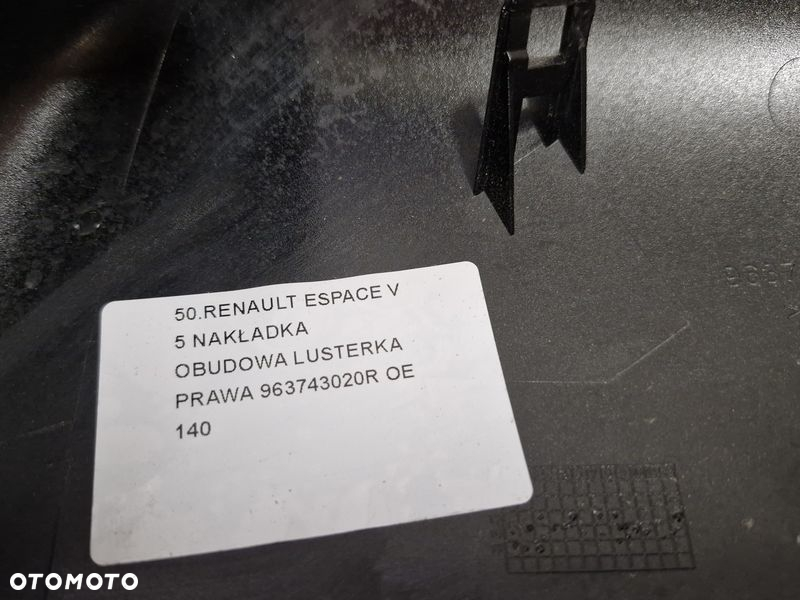 50.RENAULT ESPACE V
5 NAKŁADKA
OBUDOWA LUSTERKA
PRAWA 963743020R OE
140
OTOMOTO